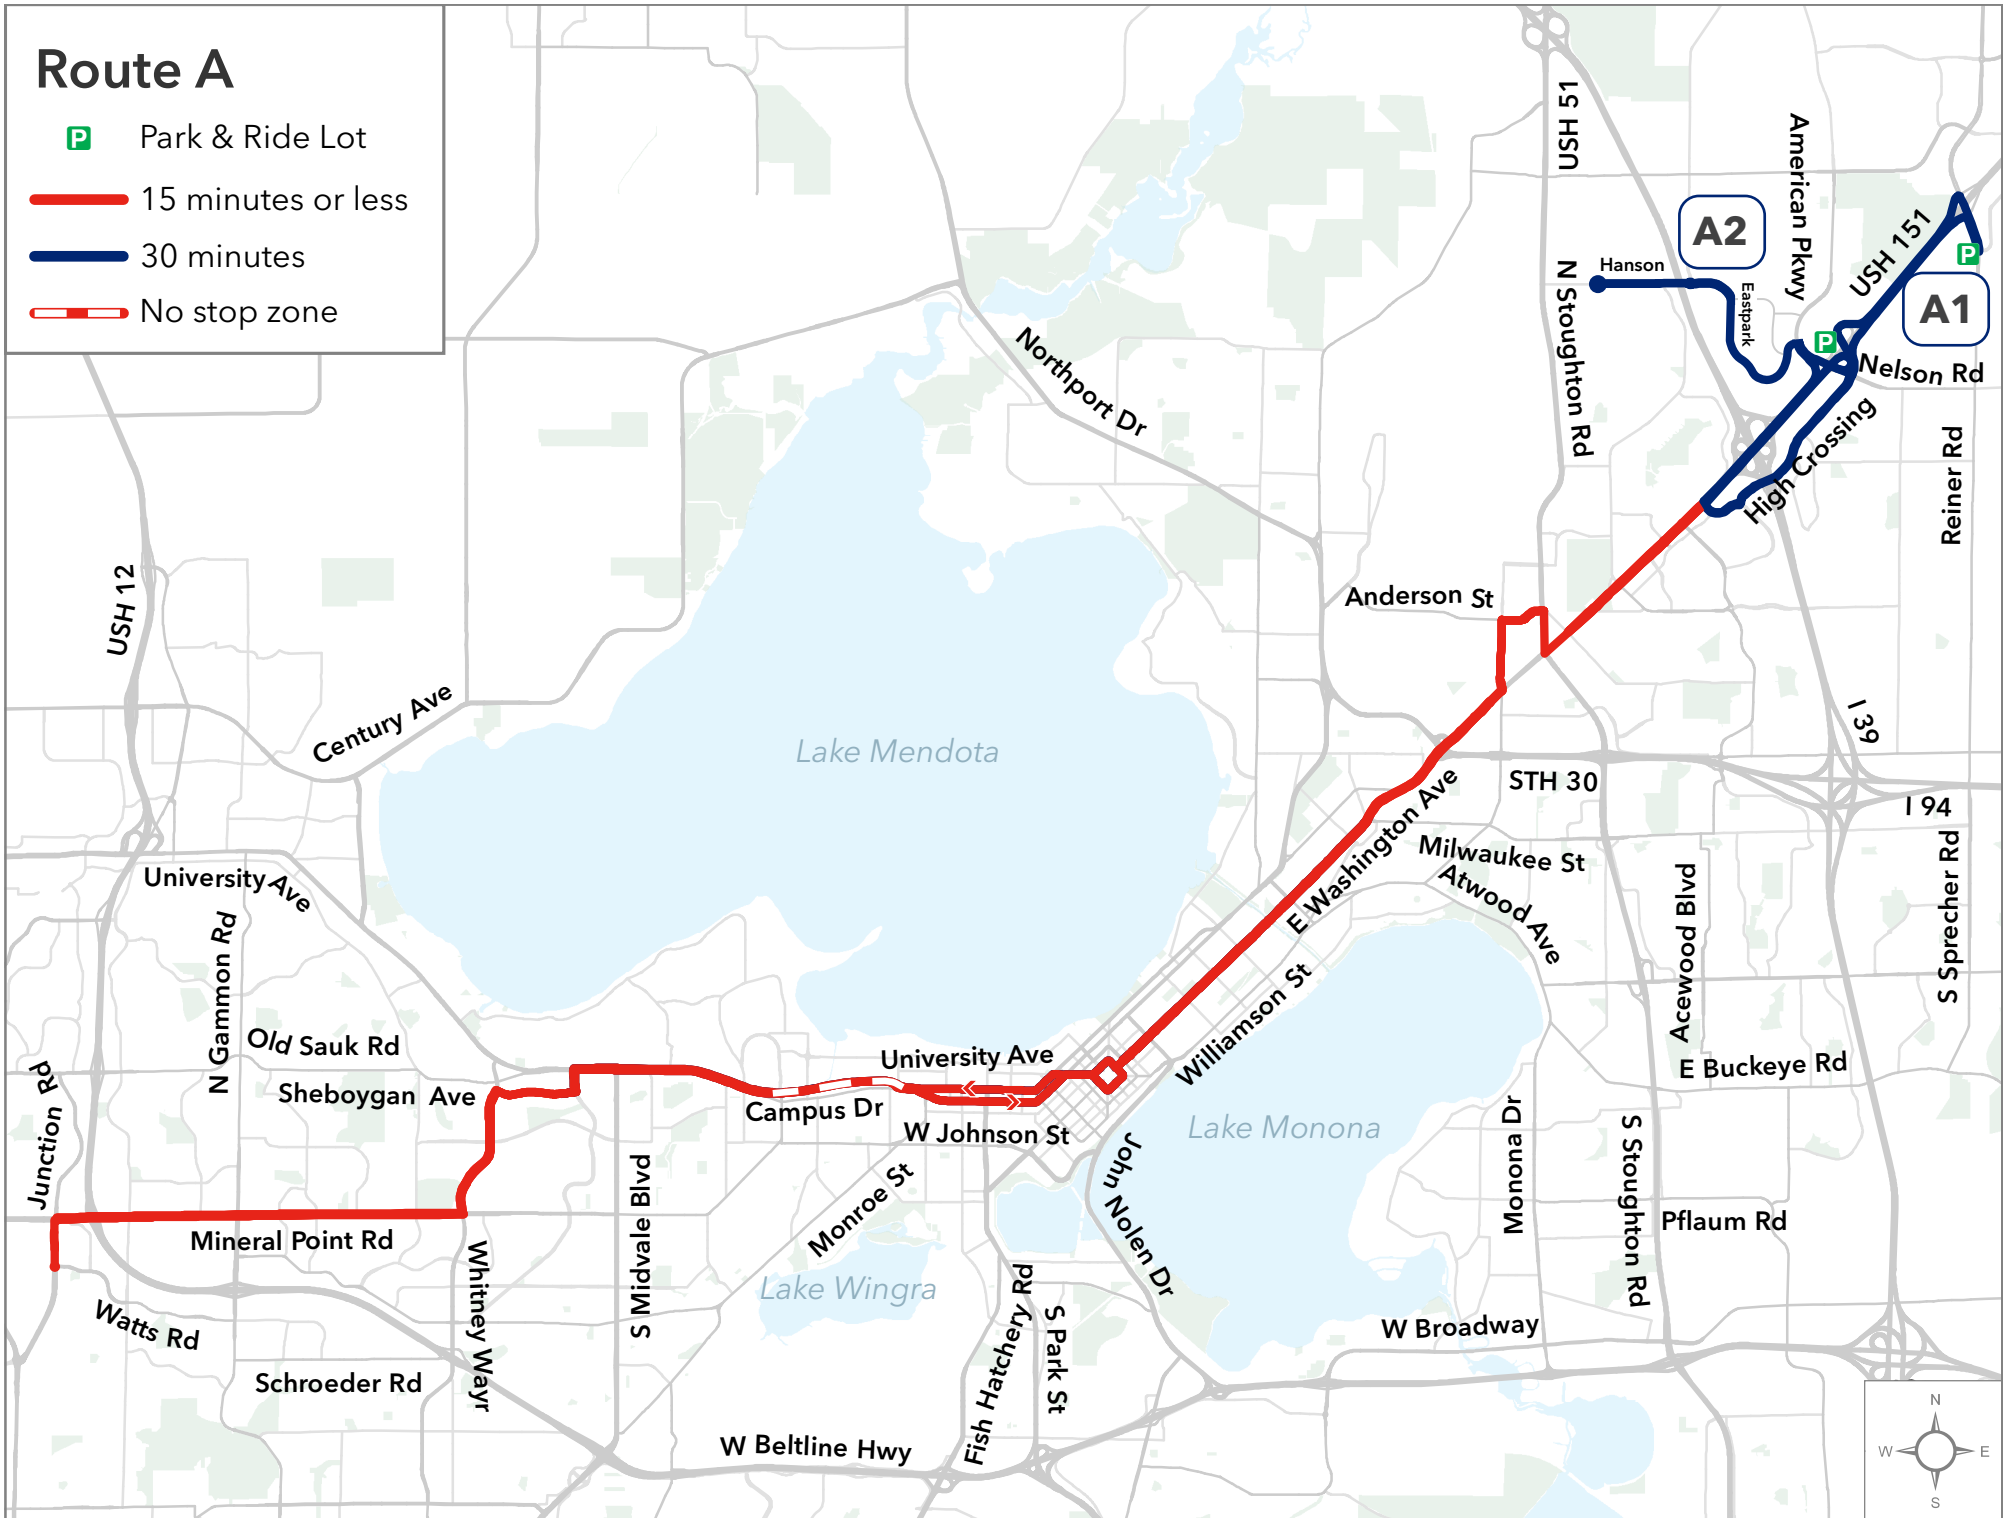 Route A
P Park & Ride Lot
15 minutes or less
30 minutes
No stop zone
USH 51
American Pkwy
A2
USH 151
P
Hanson
Eastpark
A1
N Stoughton Rd
P
Nelson Rd
Northport Dr
High Crossing
Reiner Rd
USH 12
Anderson St
Century Ave
I 39
Lake Mendota
STH 30
I 94
E Washington Ave
Milwaukee St
Atwood Ave
University Ave
N Gammon Rd
Acewood Blvd
S Sprecher Rd
Williamson St
Old Sauk Rd
University Ave
E Buckeye Rd
Sheboygan Ave
Campus Dr
W Johnson St
Lake Monona
Junction Rd
John Nolen Dr
Monona Dr
S Stoughton Rd
Pflaum Rd
Mineral Point Rd
Monroe St
S Midvale Blvd
Whitney Wayr
Lake Wingra
Fish Hatchery Rd
S Park St
Watts Rd
W Broadway
Schroeder Rd
W Beltline Hwy
N
W E
S